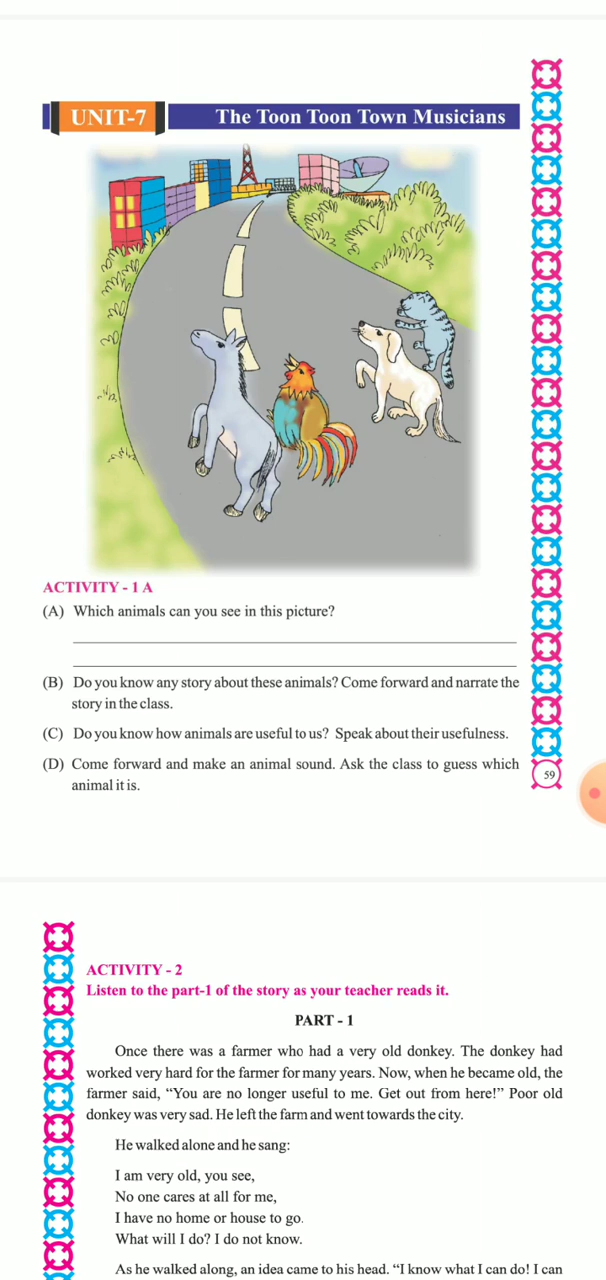 UNIT-7
The Toon Toon Town Musicians
ACTIVITY - 1 A
(A) Which animals can you see in this picture?
(B) Do you know any story about these animals? Come forward and narrate the
story in the class.
(C) Do you know how animals are useful to us? Speak about their usefulness.
(D) Come forward and make an animal sound. Ask the class to guess which
animal it is.
59
ACTIVITY - 2
Listen to the part-1 of the story as your teacher reads it.
PART - 1
Once there was a farmer who had a very old donkey. The donkey had
worked very hard for the farmer for many years. Now, when he became old, the
farmer said, “You are no longer useful to me. Get out from here!” Poor old
donkey was very sad. He left the farm and went towards the city.
He walked alone and he sang:
I am very old, you see,
No one cares at all for me,
I have no home or house to go.
What will I do? I do not know.
As he walked along, an idea came to his head. “I know what I can do! I can